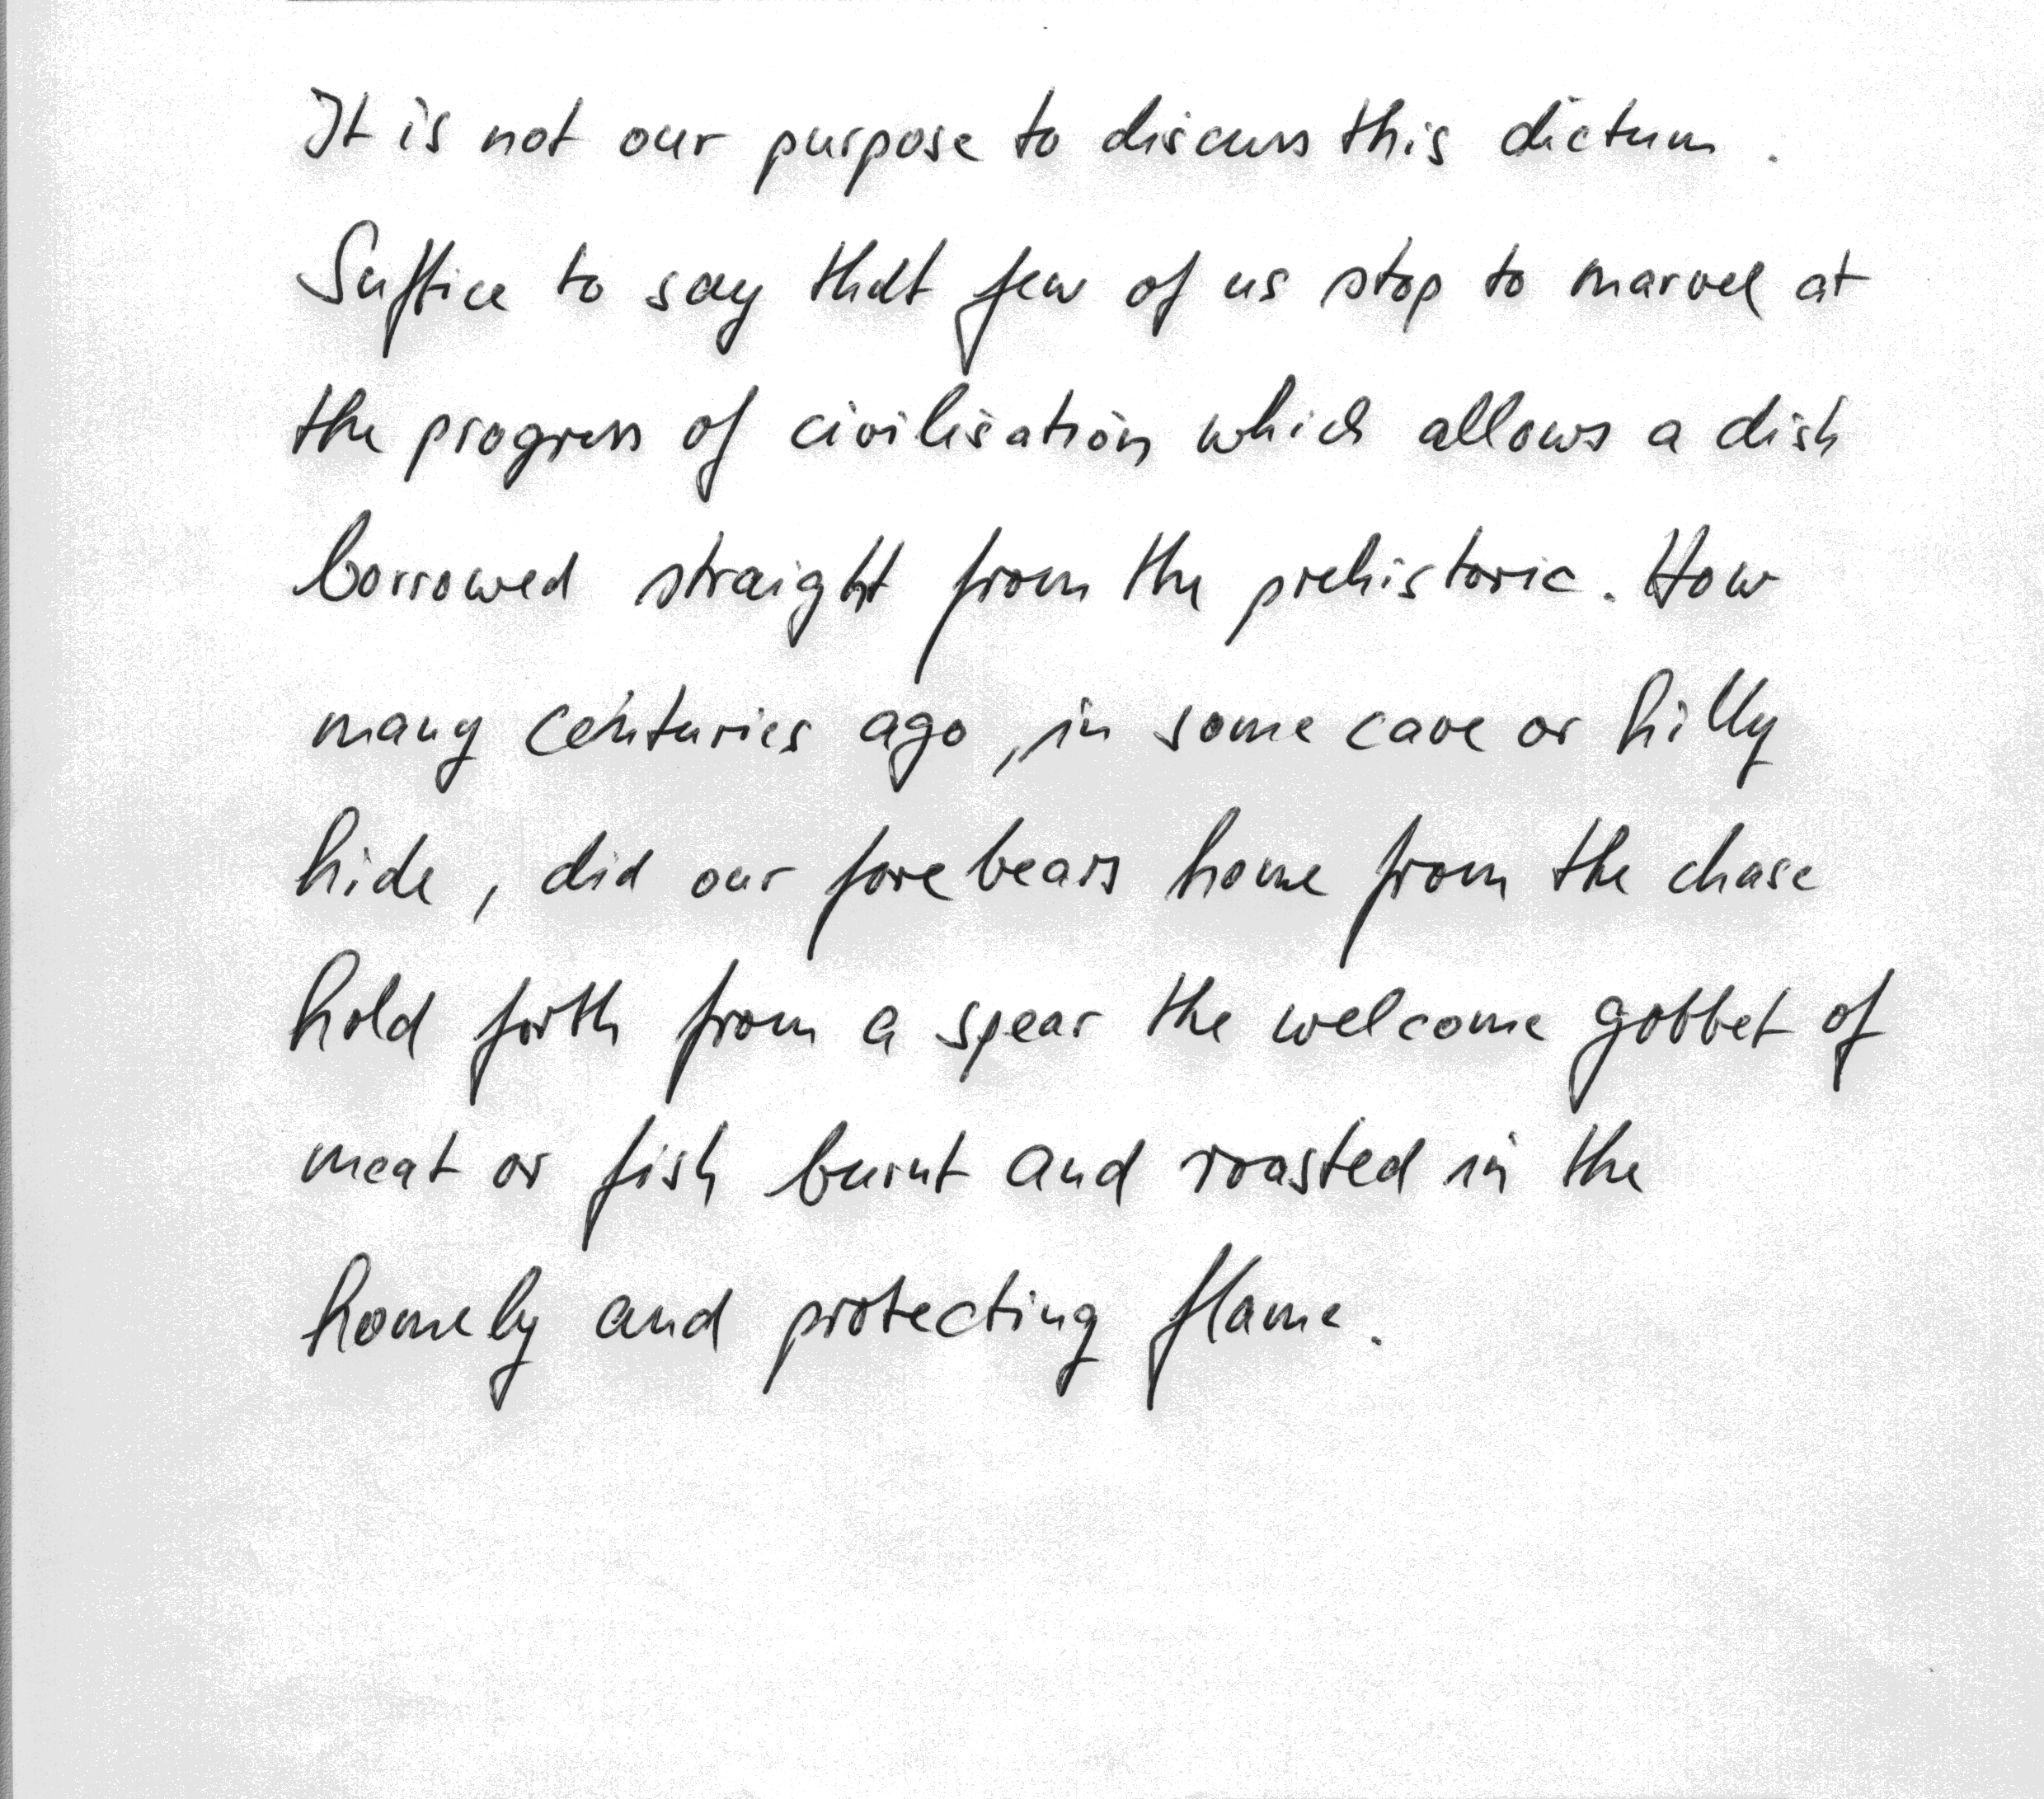 It is not our purpose to discuss this dictum.
Suffice to say that few of us stop to marvel at
the progress of civilisation which allows a dish
borrowed straight from the prehistoric. How
many centuries ago, in some cave or hilly
hide, did our forebears home from the chase
hold forth from a spear the welcome gobbet of
meat or fish burnt and roasted in the
homely and protecting flame.